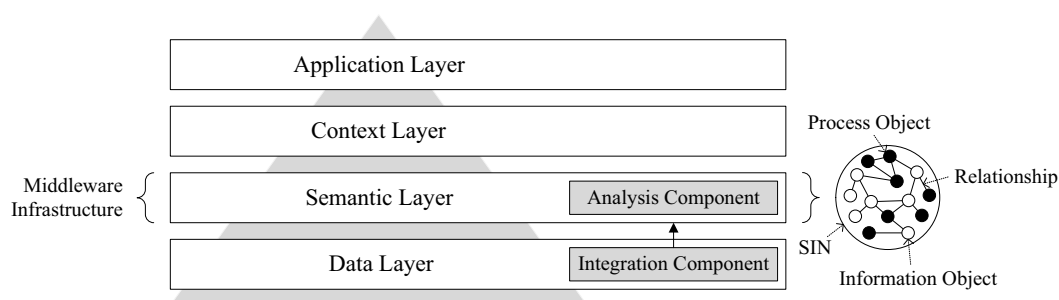 Application Layer
Context Layer
Process Object
Middleware
Infrastructure
Semantic Layer
Analysis Component
Relationship
SIN
Data Layer
Integration Component
Information Object